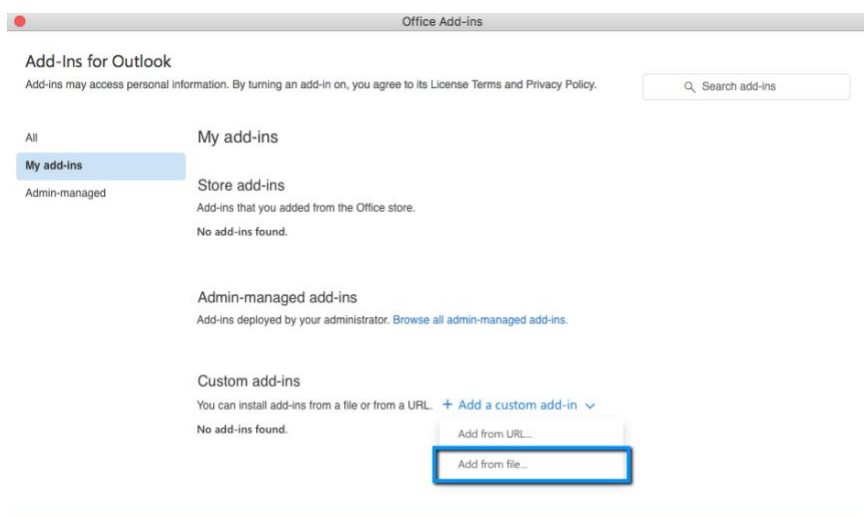 Office Add-ins
Add-Ins for Outlook
Add-ins may access personal information. By turning an add-in on, you agree to its License Terms and Privacy Policy.
Search add-ins
All
My add-ins
Admin-managed
My add-ins
Store add-ins
Add-ins that you added from the Office store.
No add-ins found.
Admin-managed add-ins
Add-ins deployed by your administrator. Browse all admin-managed add-ins.
Custom add-ins
You can install add-ins from a file or from a URL. + Add a custom add-in
No add-ins found.
Add from URL...
Add from file...